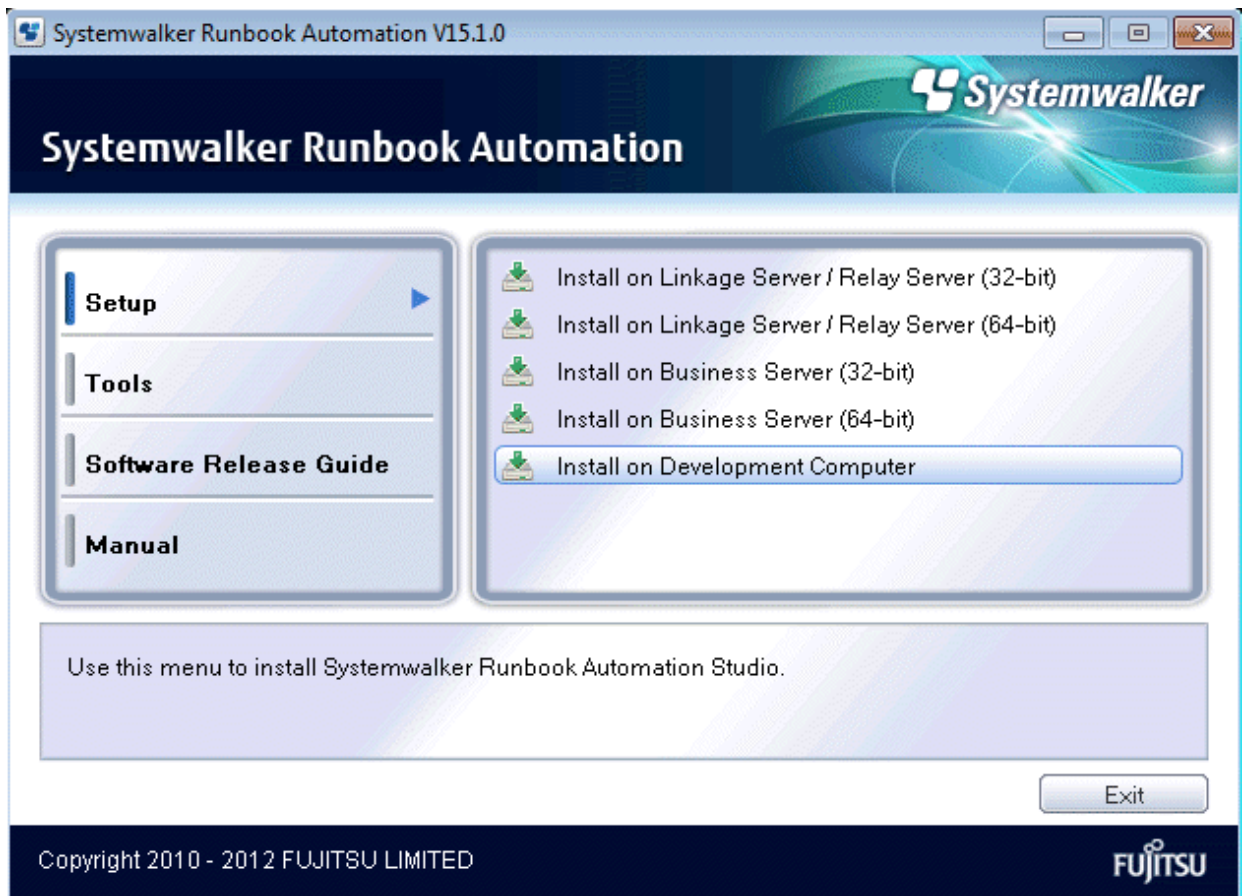 Systemwalker Runbook Automation V15.1.0
Systemwalker
Systemwalker Runbook Automation
Setup
Tools
Software Release Guide
Manual
Install on Linkage Server / Relay Server (32-bit)
Install on Linkage Server / Relay Server (64-bit)
Install on Business Server (32-bit)
Install on Business Server (64-bit)
Install on Development Computer
Use this menu to install Systemwalker Runbook Automation Studio.
Exit
Copyright 2010 - 2012 FUJITSU LIMITED
FUJITSU